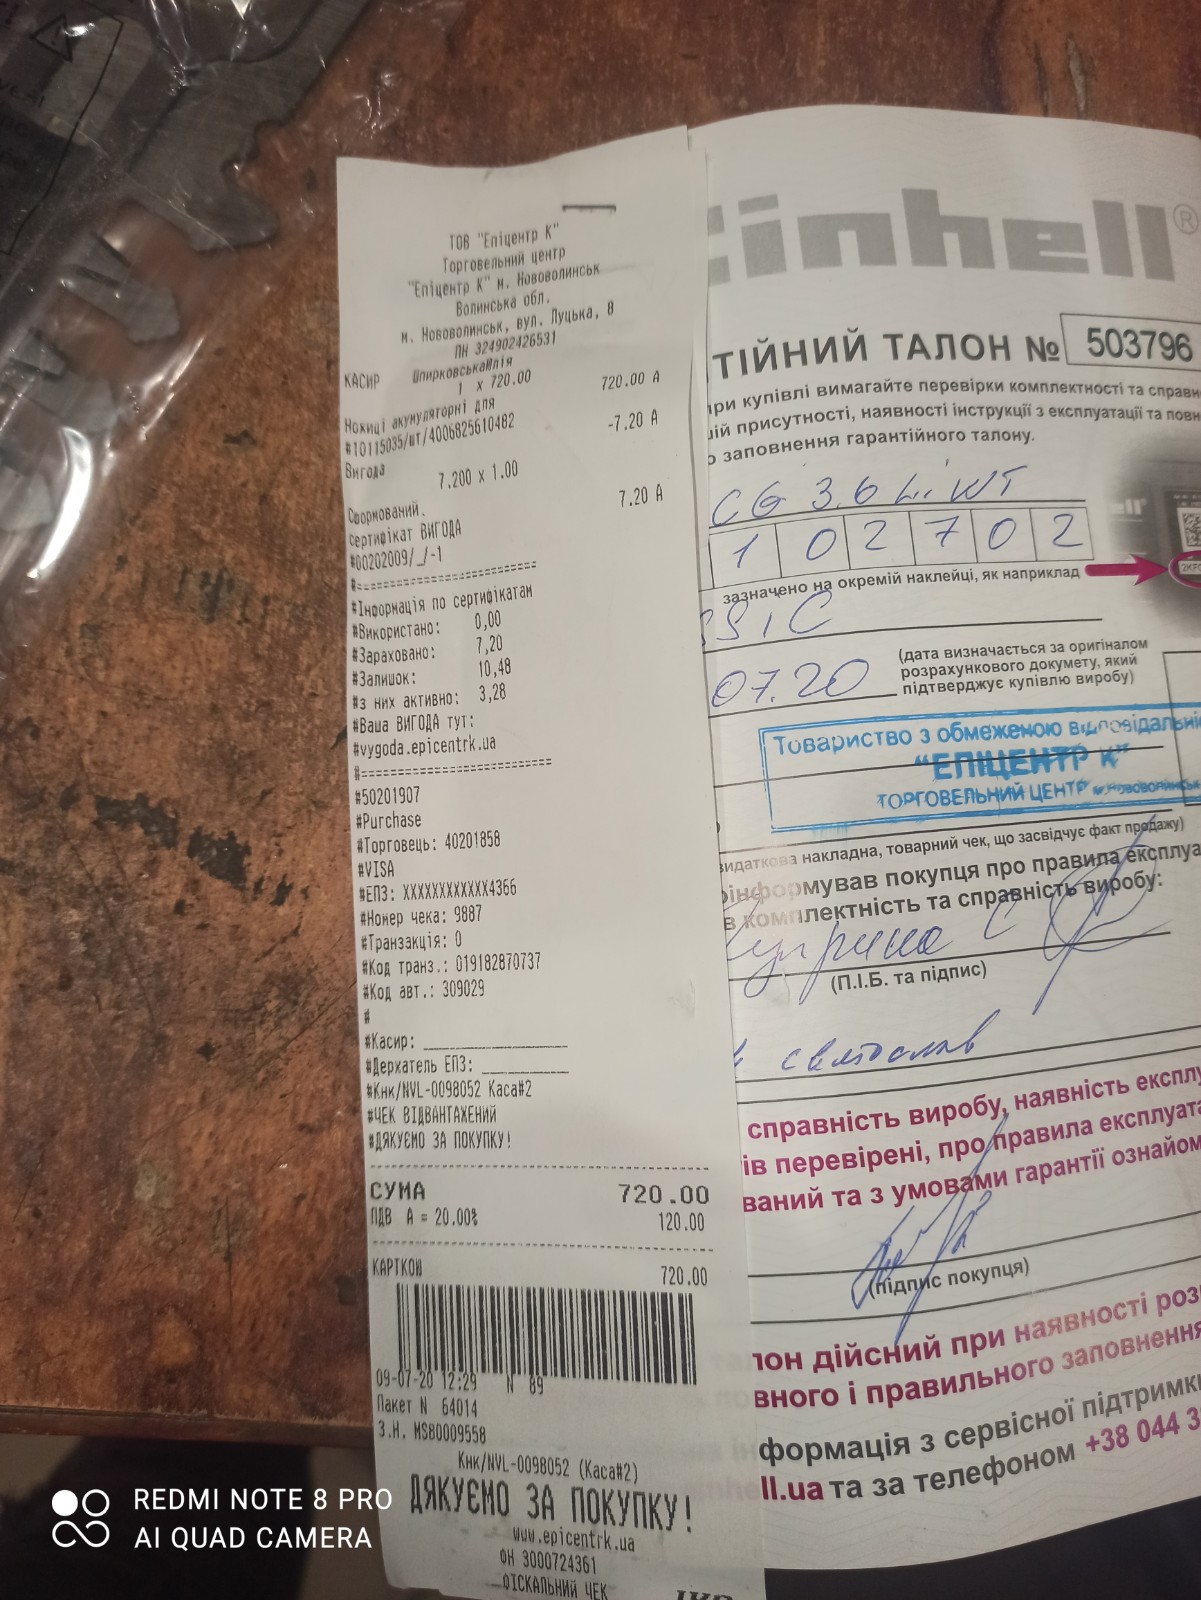 ТОВ "Епіцентр К"
Торговельний центр
"Епіцентр К" м. Нововолинськ
Волинська обл.
м. Нововолинськ, вул. Луцька, 8
ПН 324902426531
КАСИР ШпирковськаЮлія
1 x 720.00 720.00 А
Ножиці акумуляторні для
#10115035/шт/4006825610482
Вигода -7.20 А
7.200 x 1.00
7.20 А
Сформований.
сертифікат ВИГОДА
#00202009/_/-1
#=========================
#Інформація по сертифікатам
#Використано: 0,00
#Зараховано: 7,20
#Залишок: 10,48
#з них активно: 3,28
#Ваша ВИГОДА тут:
#vygoda.epicentrk.ua
#=========================
#50201907
#Purchase
#Торговець: 40201858
#VISA
#ЕПЗ: XXXXXXXXXXXX4366
#Номер чека: 9887
#Транзакція: 0
#Код транз.: 019182870737
#Код авт.: 309029
#
#Касир: ____________
#Держатель ЕПЗ: ____________
#Кнк/NVL-0098052 Каса#2
#ЧЕК ВІДВАНТАЖЕНИЙ
#ДЯКУЄМО ЗА ПОКУПКУ!
СУМА 720.00
ПДВ А = 20.00% 120.00
КАРТКОЮ 720.00
09-07-20 12:29 N 89
Пакет N 64014
З.Н. MS80009558
Кнк/NVL-0098052 (Каса#2)
ДЯКУЄМО ЗА ПОКУПКУ!
www.epicentrk.ua
ФН 3000724361
ФІСКАЛЬНИЙ ЧЕК
einhell®
ТІЙНИЙ ТАЛОН № 503796
при купівлі вимагайте перевірки комплектності та справн
ій присутності, наявності інструкції з експлуатації та повн
о заповнення гарантійного талону.
CG 3.6 Li WT
1 0 2 7 0 2
зазначено на окремій наклейці, як наприклад
07.20
(дата визначається за оригіналом
розрахункового докумету, який
підтверджує купівлю виробу)
Товариство з обмеженою відповідальні
"ЕПІЦЕНТР К"
ТОРГОВЕЛЬНИЙ ЦЕНТР м. Нововолинськ
видаткова накладна, товарний чек, що засвідчує факт продажу)
оінформував покупця про правила експлуа
в комплектність та справність виробу:
(П.І.Б. та підпис)
Святослав
справність виробу, наявність експлу
ів перевірені, про правила експлуата
ваний та з умовами гарантії ознайом
(підпис покупця)
лон дійсний при наявності роз
вного і правильного заповнення
формація з сервісної підтримк
ll.ua та за телефоном +38 044 3
REDMI NOTE 8 PRO
AI QUAD CAMERA